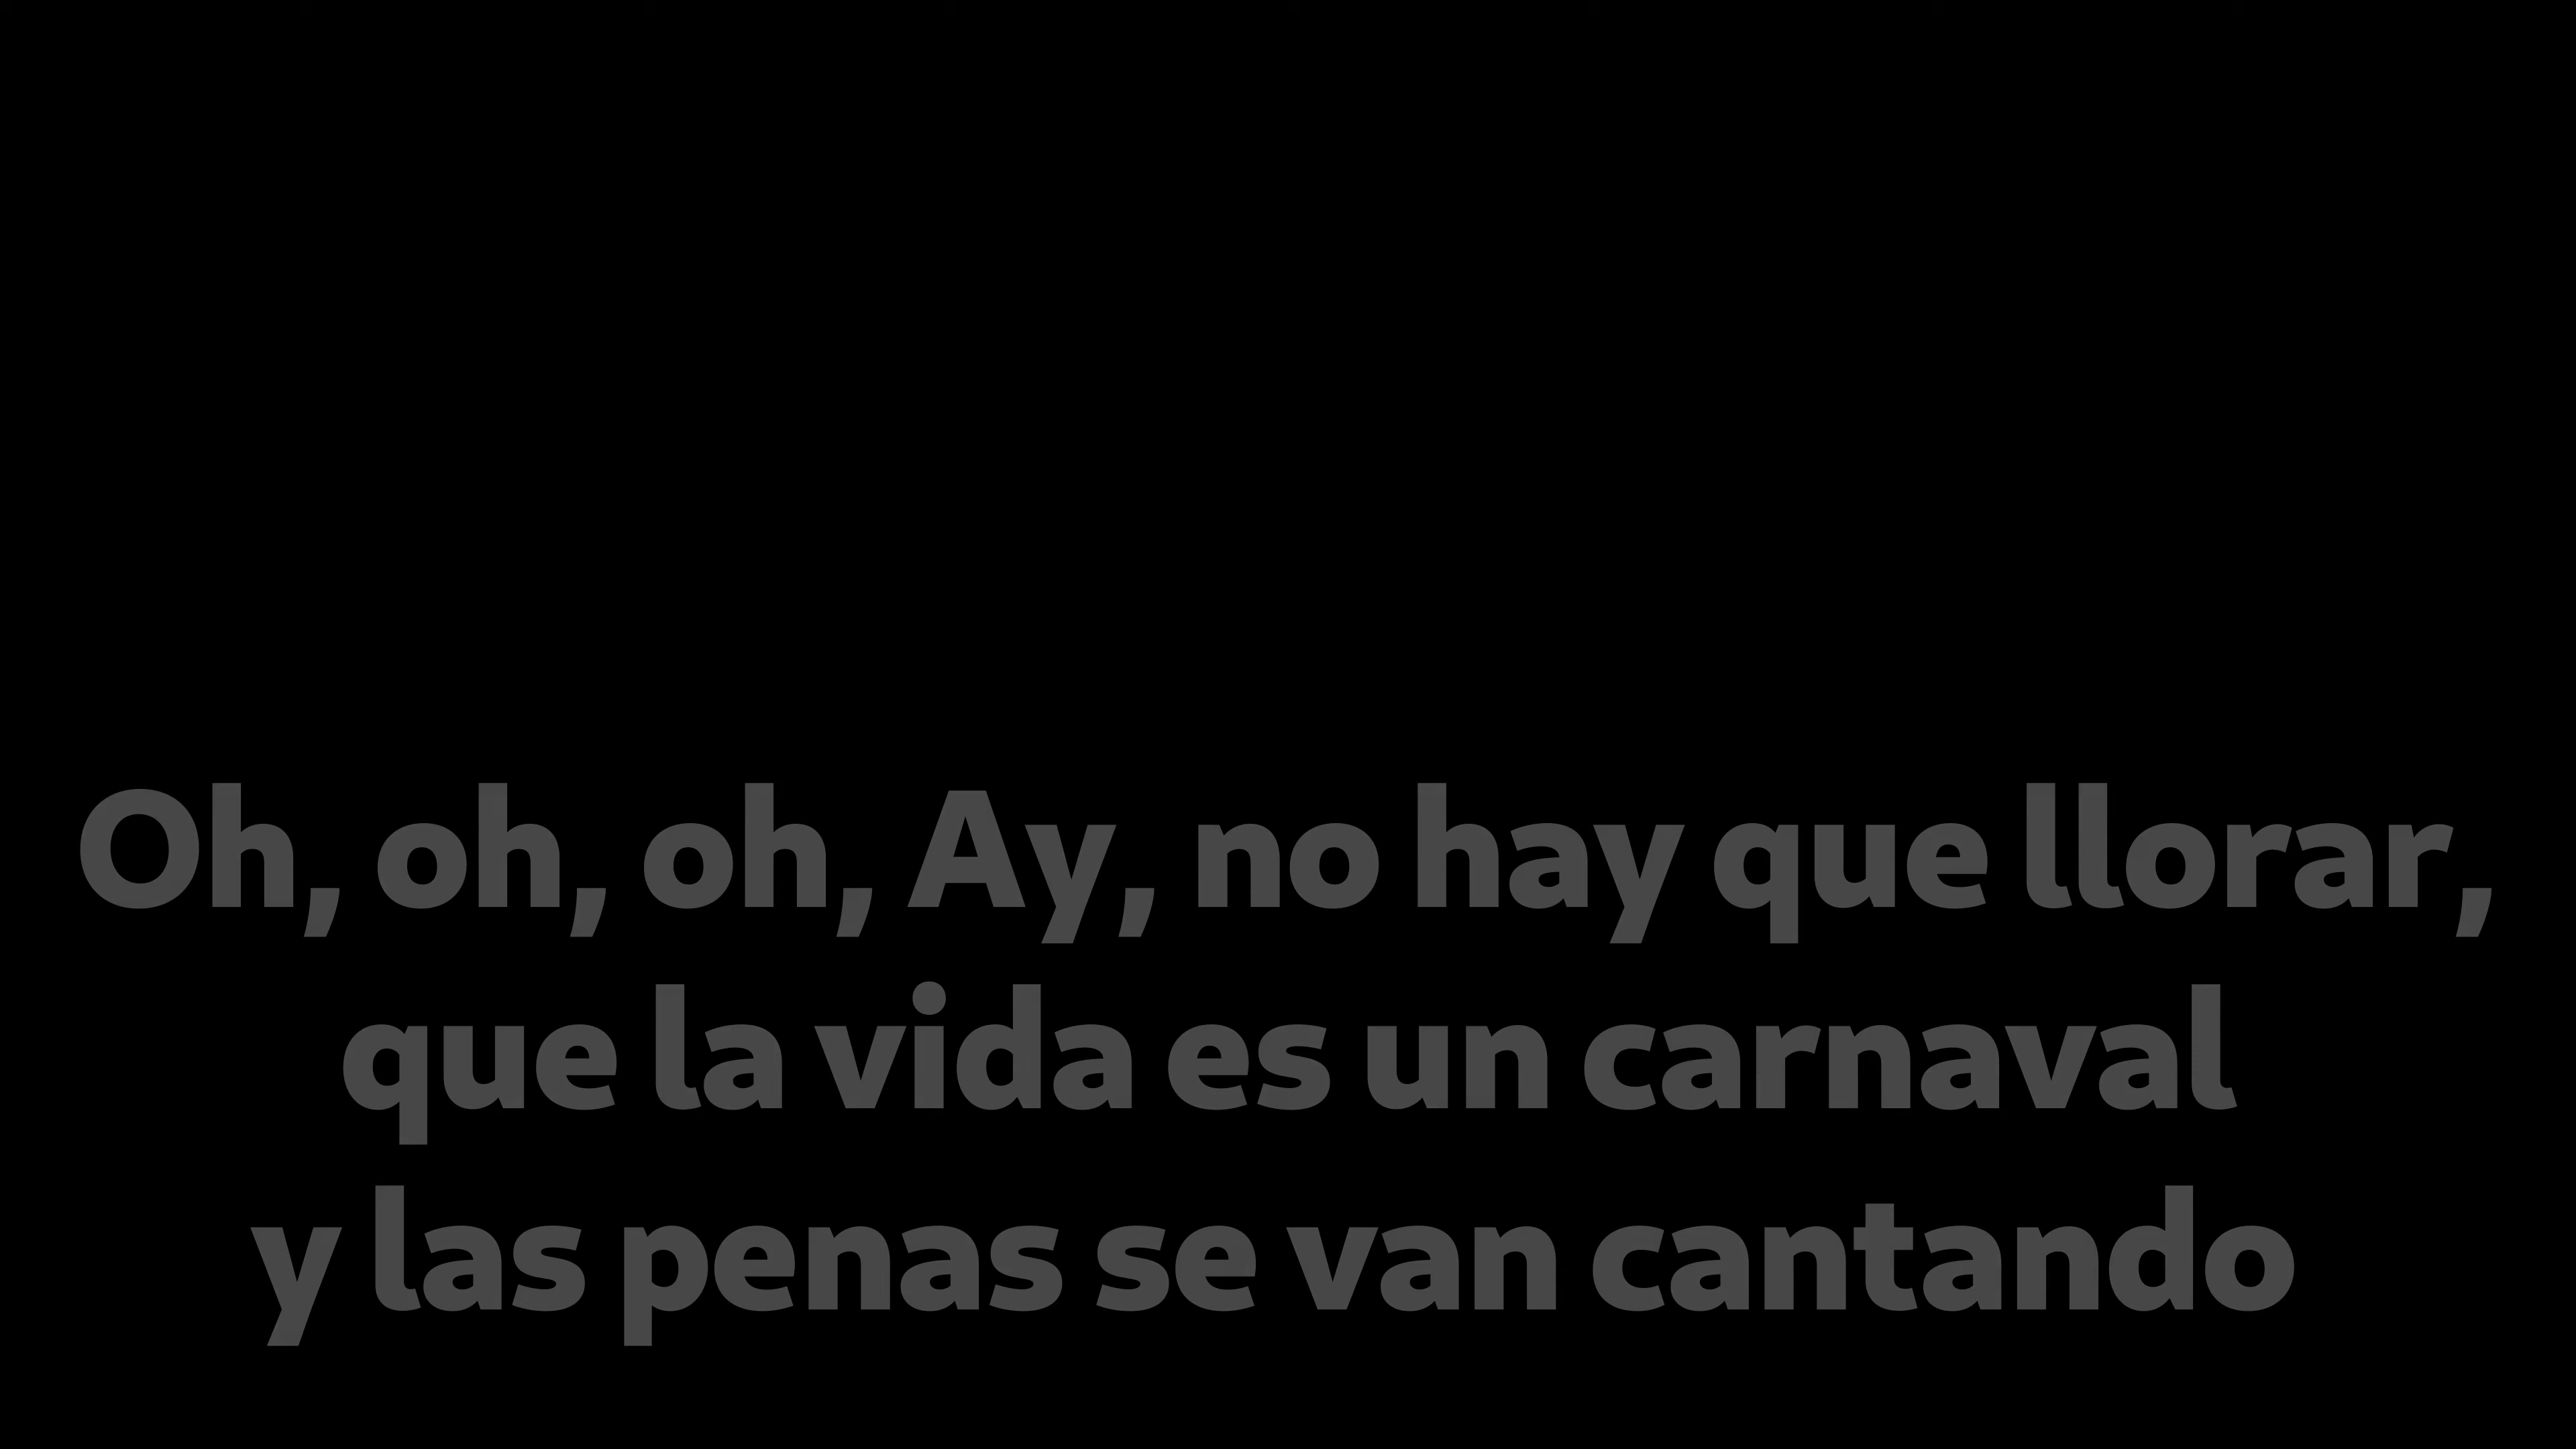 Oh, oh, oh, Ay, no hay que llorar,
que la vida es un carnaval
y las penas se van cantando